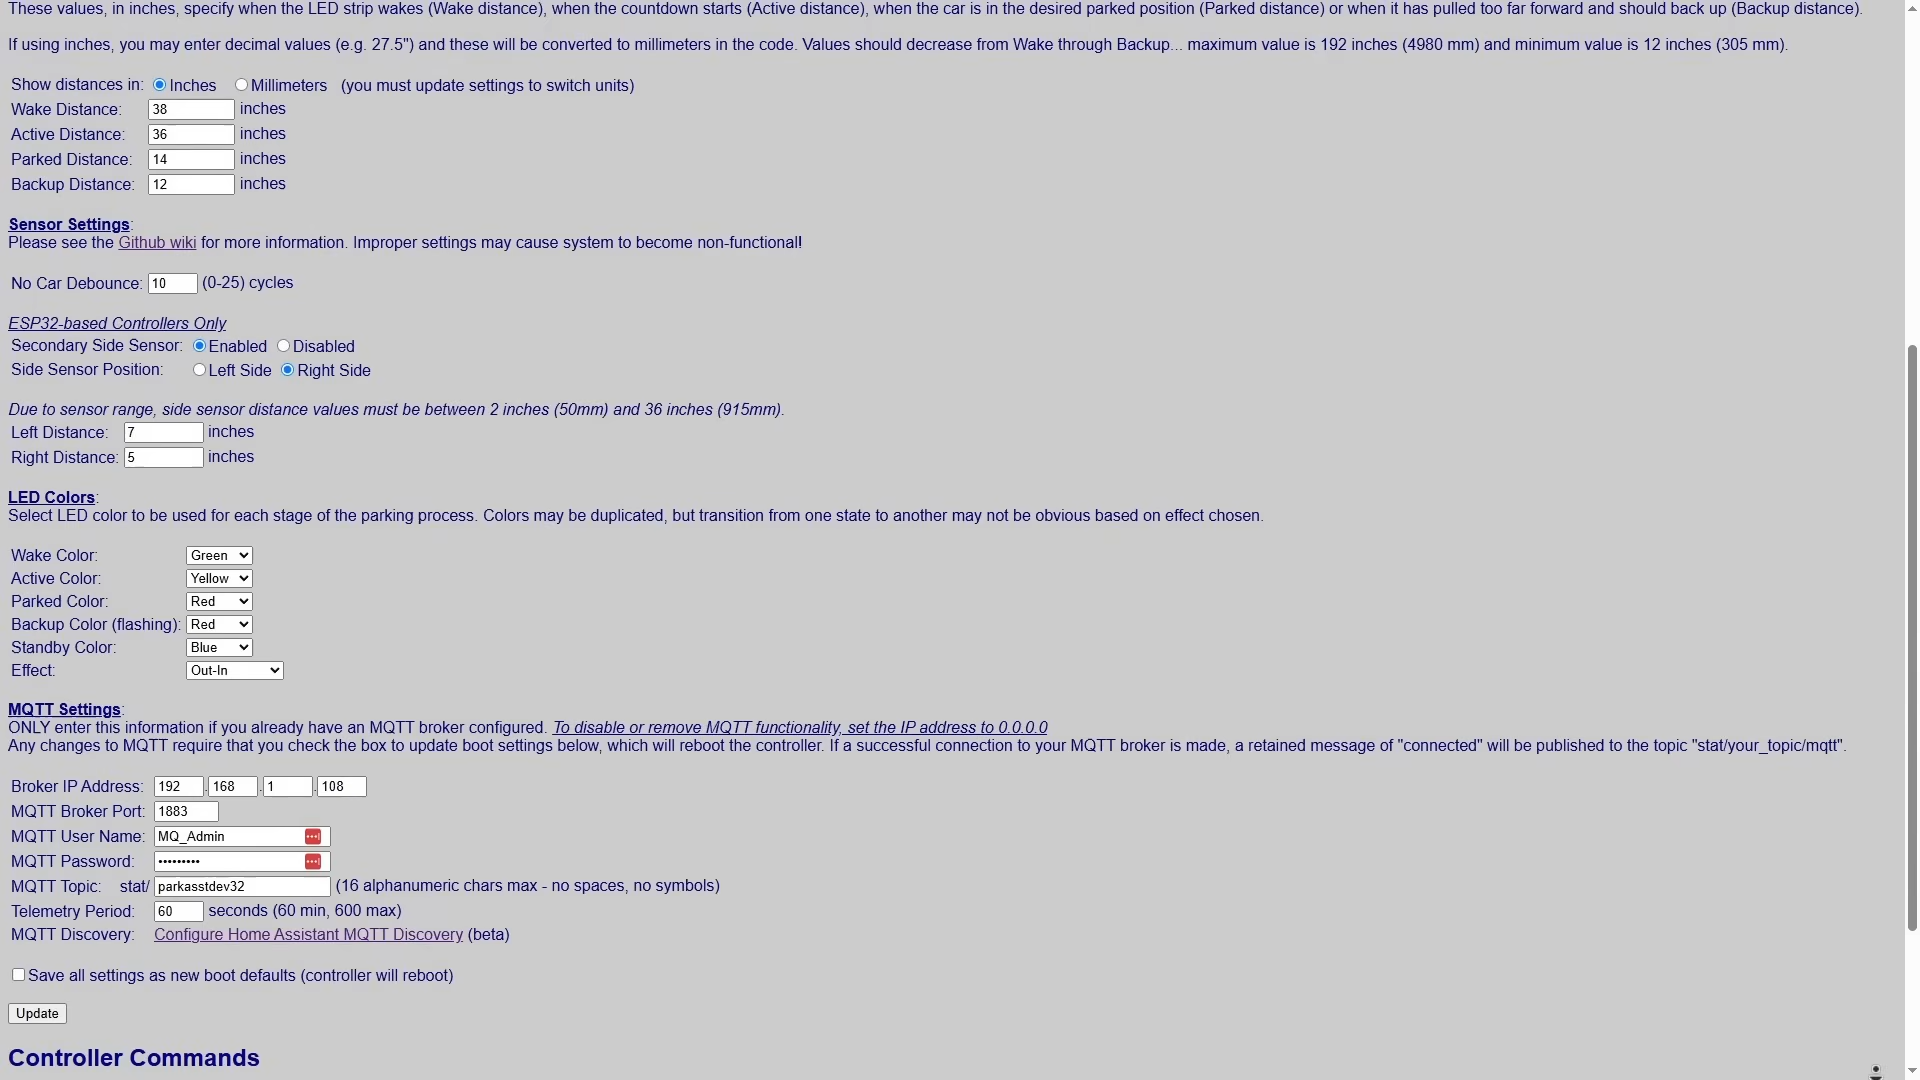 These values, in inches, specify when the LED strip wakes (Wake distance), when the countdown starts (Active distance), when the car is in the desired parked position (Parked distance) or when it has pulled too far forward and should back up (Backup distance).
If using inches, you may enter decimal values (e.g. 27.5") and these will be converted to millimeters in the code. Values should decrease from Wake through Backup... maximum value is 192 inches (4980 mm) and minimum value is 12 inches (305 mm).
Show distances in: Inches Millimeters (you must update settings to switch units)
Wake Distance: 38 inches
Active Distance: 36 inches
Parked Distance: 14 inches
Backup Distance: 12 inches
Sensor Settings:
Please see the Github wiki for more information. Improper settings may cause system to become non-functional!
No Car Debounce: 10 (0-25) cycles
ESP32-based Controllers Only
Secondary Side Sensor: Enabled Disabled
Side Sensor Position: Left Side Right Side
Due to sensor range, side sensor distance values must be between 2 inches (50mm) and 36 inches (915mm).
Left Distance: 7 inches
Right Distance: 5 inches
LED Colors:
Select LED color to be used for each stage of the parking process. Colors may be duplicated, but transition from one state to another may not be obvious based on effect chosen.
Wake Color: Green
Active Color: Yellow
Parked Color: Red
Backup Color (flashing): Red
Standby Color: Blue
Effect: Out-In
MQTT Settings:
ONLY enter this information if you already have an MQTT broker configured. To disable or remove MQTT functionality, set the IP address to 0.0.0.0
Any changes to MQTT require that you check the box to update boot settings below, which will reboot the controller. If a successful connection to your MQTT broker is made, a retained message of "connected" will be published to the topic "stat/your_topic/mqtt".
Broker IP Address: 192 . 168 . 1 . 108
MQTT Broker Port: 1883
MQTT User Name: MQ_Admin
MQTT Password: •••••••••
MQTT Topic: stat/ parkasstdev32 (16 alphanumeric chars max - no spaces, no symbols)
Telemetry Period: 60 seconds (60 min, 600 max)
MQTT Discovery: Configure Home Assistant MQTT Discovery (beta)
Save all settings as new boot defaults (controller will reboot)
Update
Controller Commands